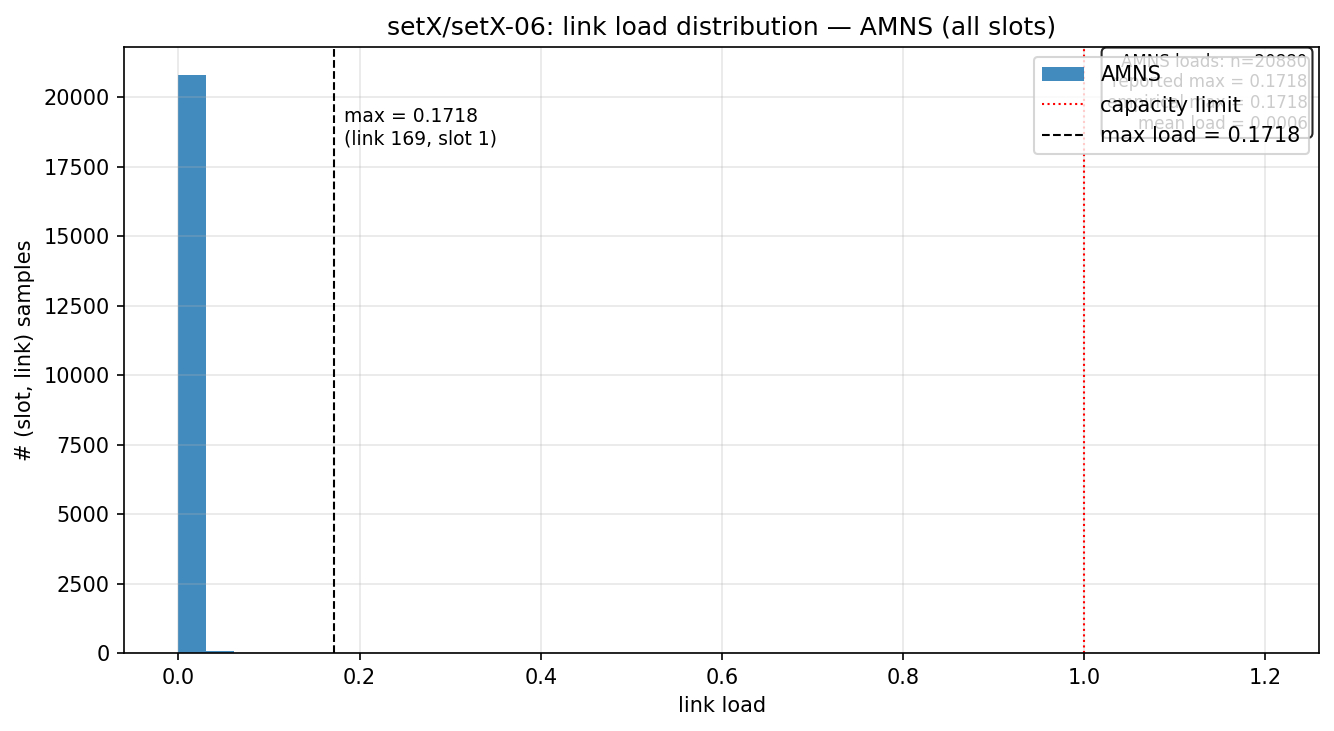 setX/setX-06: link load distribution — AMNS (all slots)
AMNS loads: n=20880
reported max = 0.1718
max = 0.1718
mean load = 0.0006
AMNS
capacity limit
max load = 0.1718
max = 0.1718
(link 169, slot 1)
# (slot, link) samples
20000
17500
15000
12500
10000
7500
5000
2500
0
0.0
0.2
0.4
0.6
0.8
1.0
1.2
link load